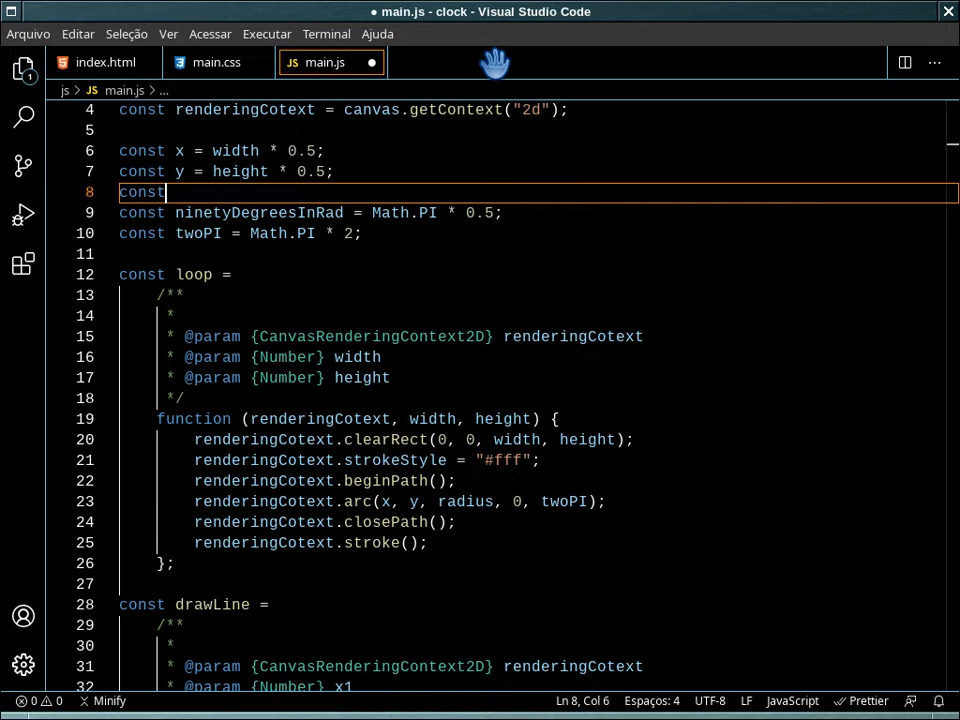 ● main.js - clock - Visual Studio Code
Arquivo Editar Seleção Ver Acessar Executar Terminal Ajuda
index.html main.css JS main.js ●
js > JS main.js > ...
4 const renderingCotext = canvas.getContext("2d");
5
6 const x = width * 0.5;
7 const y = height * 0.5;
8 const
9 const ninetyDegreesInRad = Math.PI * 0.5;
10 const twoPI = Math.PI * 2;
11
12 const loop =
13 /**
14 *
15 * @param {CanvasRenderingContext2D} renderingCotext
16 * @param {Number} width
17 * @param {Number} height
18 */
19 function (renderingCotext, width, height) {
20 renderingCotext.clearRect(0, 0, width, height);
21 renderingCotext.strokeStyle = "#fff";
22 renderingCotext.beginPath();
23 renderingCotext.arc(x, y, radius, 0, twoPI);
24 renderingCotext.closePath();
25 renderingCotext.stroke();
26 };
27
28 const drawLine =
29 /**
30 *
31 * @param {CanvasRenderingContext2D} renderingCotext
32 * @param {Number} x1
1
0 0 Minify Ln 8, Col 6 Espaços: 4 UTF-8 LF JavaScript Prettier